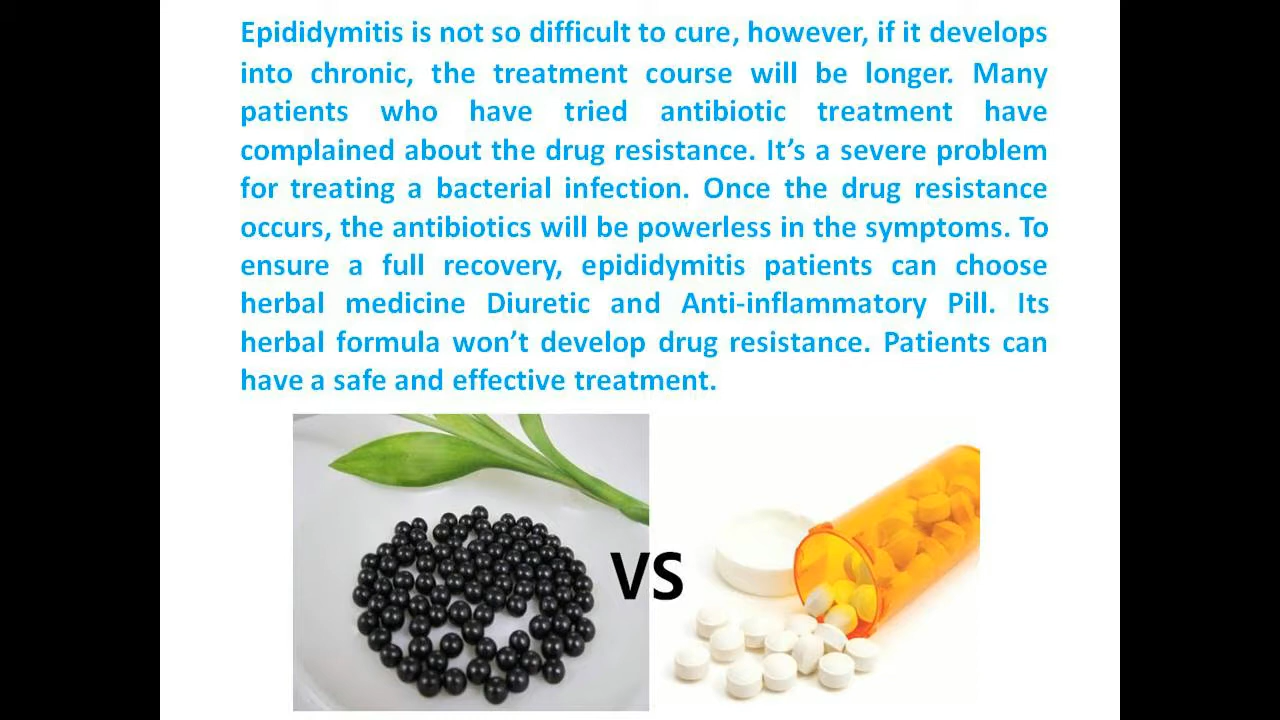 Epididymitis is not so difficult to cure, however, if it develops
into chronic, the treatment course will be longer. Many
patients who have tried antibiotic treatment have
complained about the drug resistance. It’s a severe problem
for treating a bacterial infection. Once the drug resistance
occurs, the antibiotics will be powerless in the symptoms. To
ensure a full recovery, epididymitis patients can choose
herbal medicine Diuretic and Anti-inflammatory Pill. Its
herbal formula won’t develop drug resistance. Patients can
have a safe and effective treatment.
VS